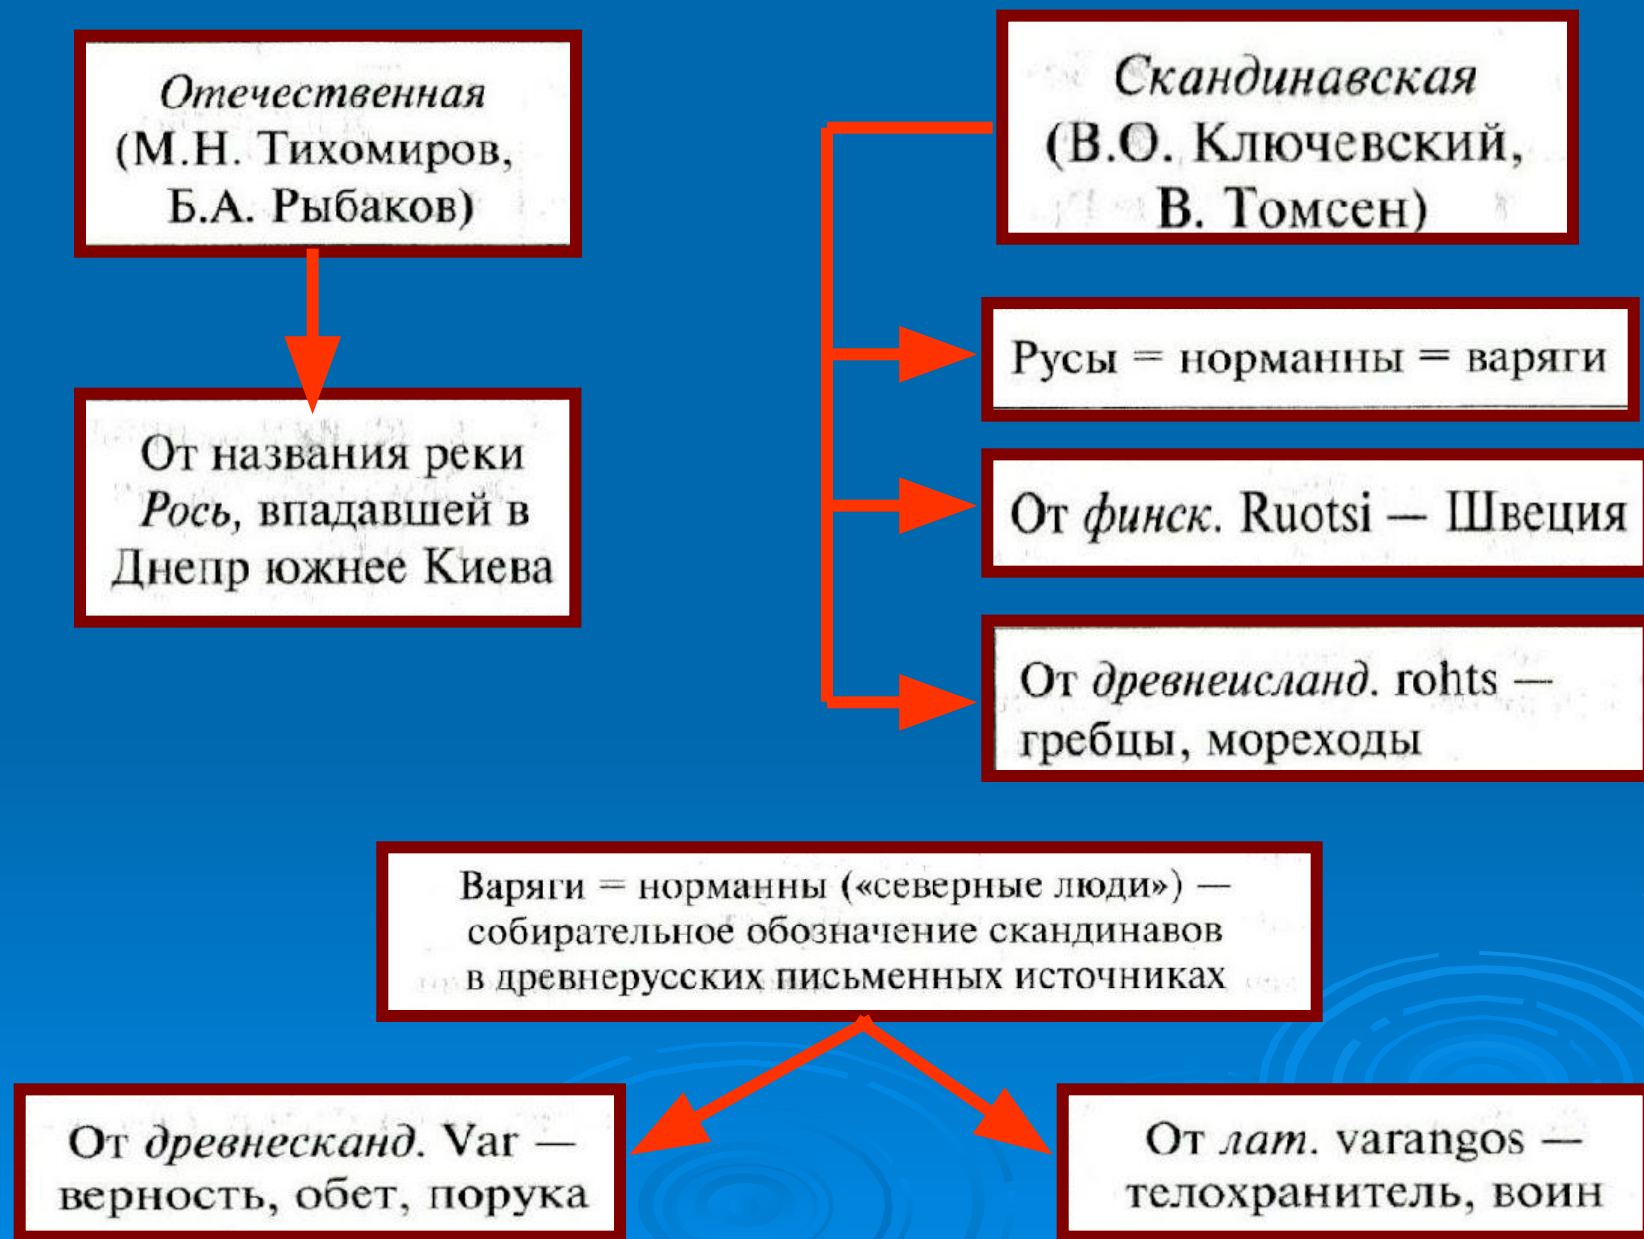 Отечественная
(М.Н. Тихомиров,
Б.А. Рыбаков)
От названия реки
Рось, впадавшей в
Днепр южнее Киева
Скандинавская
(В.О. Ключевский,
В. Томсен)
Русы = норманны = варяги
От финск. Ruotsi — Швеция
От древнеисланд. rohts —
гребцы, мореходы
Варяги = норманны («северные люди») —
собирательное обозначение скандинавов
в древнерусских письменных источниках
От древнесканд. Var —
верность, обет, порука
От лат. varangos —
телохранитель, воин